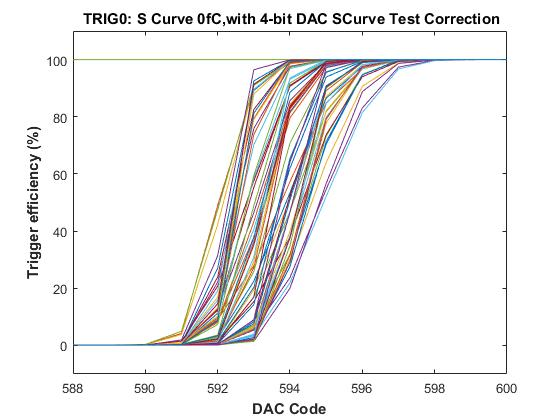 TRIG0: S Curve 0fC,with 4-bit DAC SCurve Test Correction
100
80
60
40
20
0
Trigger efficiency (%)
588 590 592 594 596 598 600
DAC Code